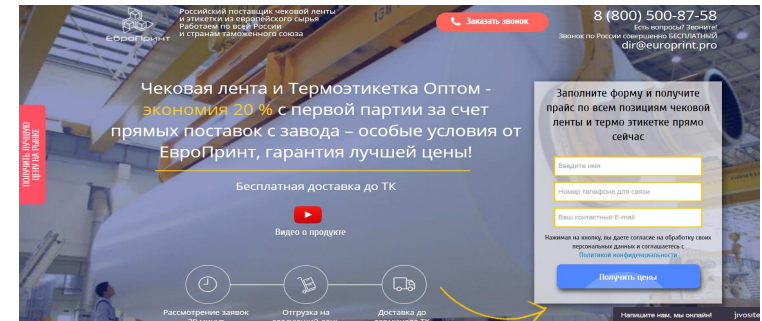 ЕвроПринт
Российский поставщик чековой ленты
и этикетки из европейского сырья
Работаем по всей России
и странам таможенного союза
Заказать звонок
8 (800) 500-87-58
Есть вопросы? Звоните!
Звонок по России совершенно БЕСПЛАТНЫЙ
dir@europrint.pro
ПОЛУЧИТЬ ЛУЧШУЮ
ЦЕНУ НА РЫНКЕ
Чековая лента и Термоэтикетка Оптом -
экономия 20 % с первой партии за счет
прямых поставок с завода – особые условия от
ЕвроПринт, гарантия лучшей цены!
Бесплатная доставка до ТК
Видео о продукте
Рассмотрение заявок
Отгрузка на
Доставка до
Заполните форму и получите
прайс по всем позициям чековой
ленты и термо этикетке прямо
сейчас
Введите имя
Номер телефона для связи
Ваш контактный E-mail
Нажимая на кнопку, вы даете согласие на обработку своих
персональных данных и соглашаетесь с
Политикой конфиденциальности
Получить цены
Напишите нам, мы онлайн!
jivosite